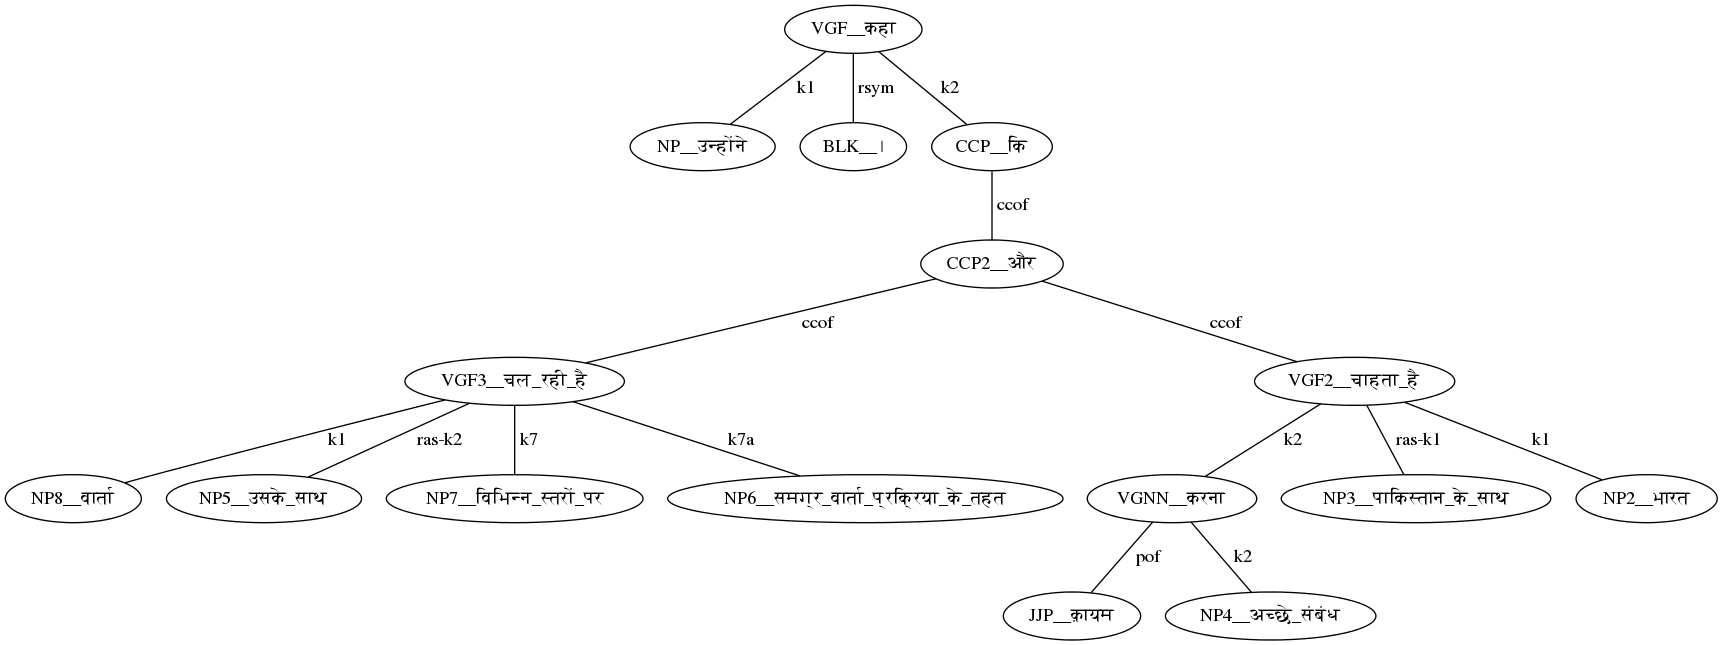 VGF__कहा
k1 rsym k2
NP__उन्होंने BLK__। CCP__कि
ccof
CCP2__और
ccof ccof
VGF3__चल_रही_है VGF2__चाहता_है
k1 ras-k2 k7 k7a k2 ras-k1 k1
NP8__वार्ता NP5__उसके_साथ NP7__विभिन्न_स्तरों_पर NP6__समग्र_वार्ता_प्रक्रिया_के_तहत VGNN__करना NP3__पाकिस्तान_के_साथ NP2__भारत
pof k2
JJP__क़ायम NP4__अच्छे_संबंध